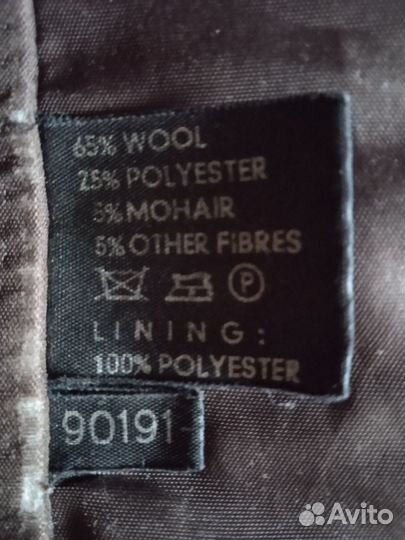 65% WOOL
25% POLYESTER
5% MOHAIR
5% OTHER FIBRES
P
LINING:
100% POLYESTER
90191-
Avito